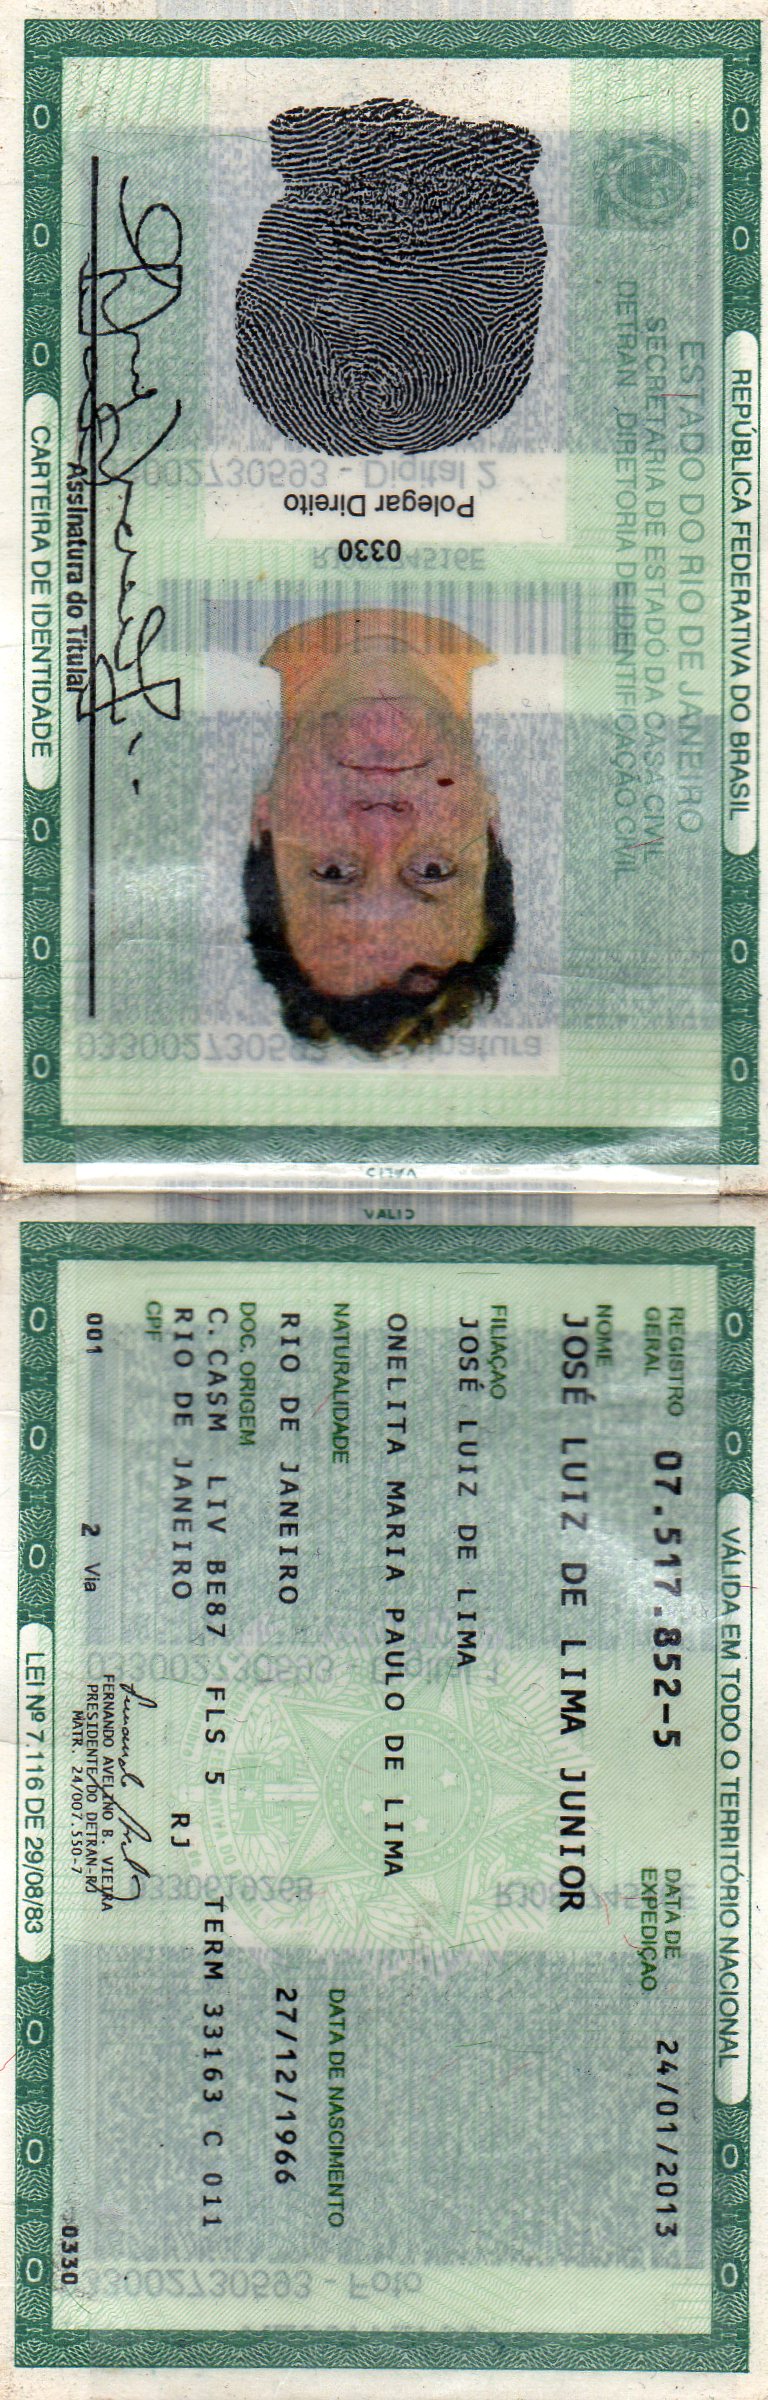 REPÚBLICA FEDERATIVA DO BRASIL
ESTADO DO RIO DE JANEIRO
SECRETARIA DE ESTADO DA CASA CIVIL
DETRAN - DIRETORIA DE IDENTIFICAÇÃO CIVIL
Polegar Direito
0330
Assinatura do Titular
CARTEIRA DE IDENTIDADE
VÁLIDA EM TODO O TERRITÓRIO NACIONAL
REGISTRO GERAL 07.517.852-5 DATA DE EXPEDIÇÃO 24/01/2013
NOME
JOSÉ LUIZ DE LIMA JUNIOR
FILIAÇÃO
JOSÉ LUIZ DE LIMA
ONELITA MARIA PAULO DE LIMA
NATURALIDADE DATA DE NASCIMENTO
RIO DE JANEIRO 27/12/1966
DOC. ORIGEM
C.CASM LIV BE87 FLS 5 TERM 33163 C 011
RIO DE JANEIRO RJ
CPF
001 2 Via
FERNANDO AVELINO B. VIEIRA
PRESIDENTE DO DETRAN-RJ
MATR. 24/007.550-7
0330
LEI Nº 7.116 DE 29/08/83